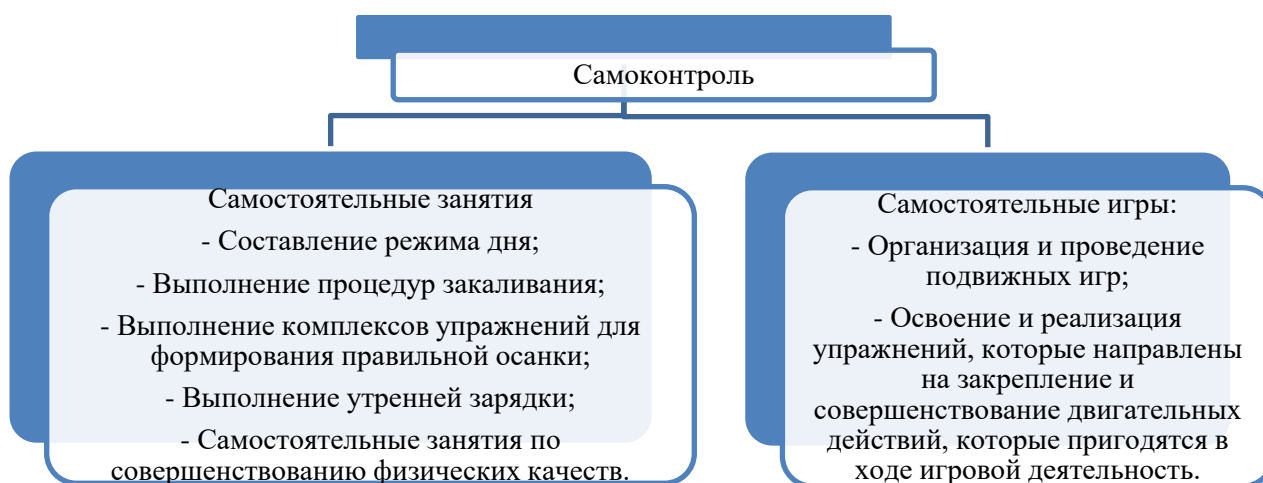 Самоконтроль
Самостоятельные занятия
- Составление режима дня;
- Выполнение процедур закаливания;
- Выполнение комплексов упражнений для
формирования правильной осанки;
- Выполнение утренней зарядки;
- Самостоятельные занятия по
совершенствованию физических качеств.
Самостоятельные игры:
- Организация и проведение
подвижных игр;
- Освоение и реализация
упражнений, которые направлены
на закрепление и
совершенствование двигательных
действий, которые пригодятся в
ходе игровой деятельность.